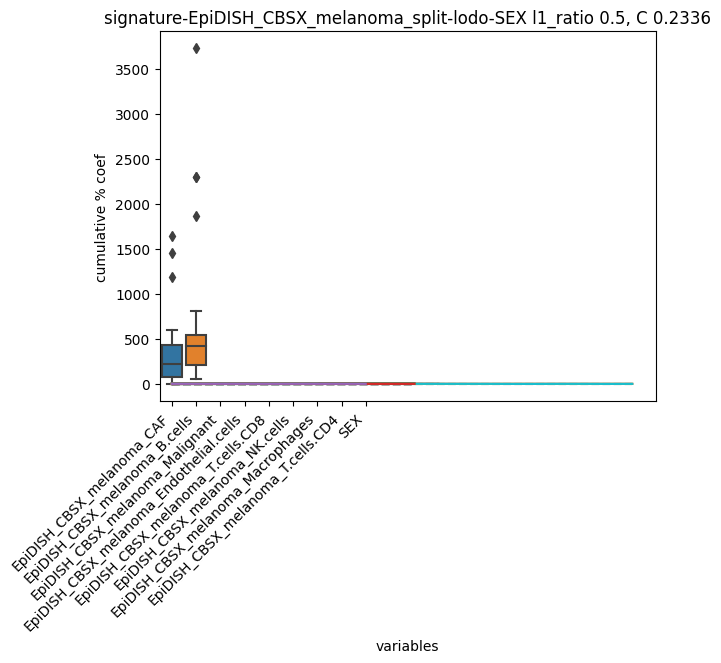 signature-EpiDISH_CBSX_melanoma_split-lodo-SEX l1_ratio 0.5, C 0.2336
cumulative % coef
3500
3000
2500
2000
1500
1000
500
0
EpiDISH_CBSX_melanoma_CAF
EpiDISH_CBSX_melanoma_B.cells
EpiDISH_CBSX_melanoma_Malignant
EpiDISH_CBSX_melanoma_Endothelial.cells
EpiDISH_CBSX_melanoma_T.cells.CD8
EpiDISH_CBSX_melanoma_NK.cells
EpiDISH_CBSX_melanoma_Macrophages
EpiDISH_CBSX_melanoma_T.cells.CD4
SEX
variables